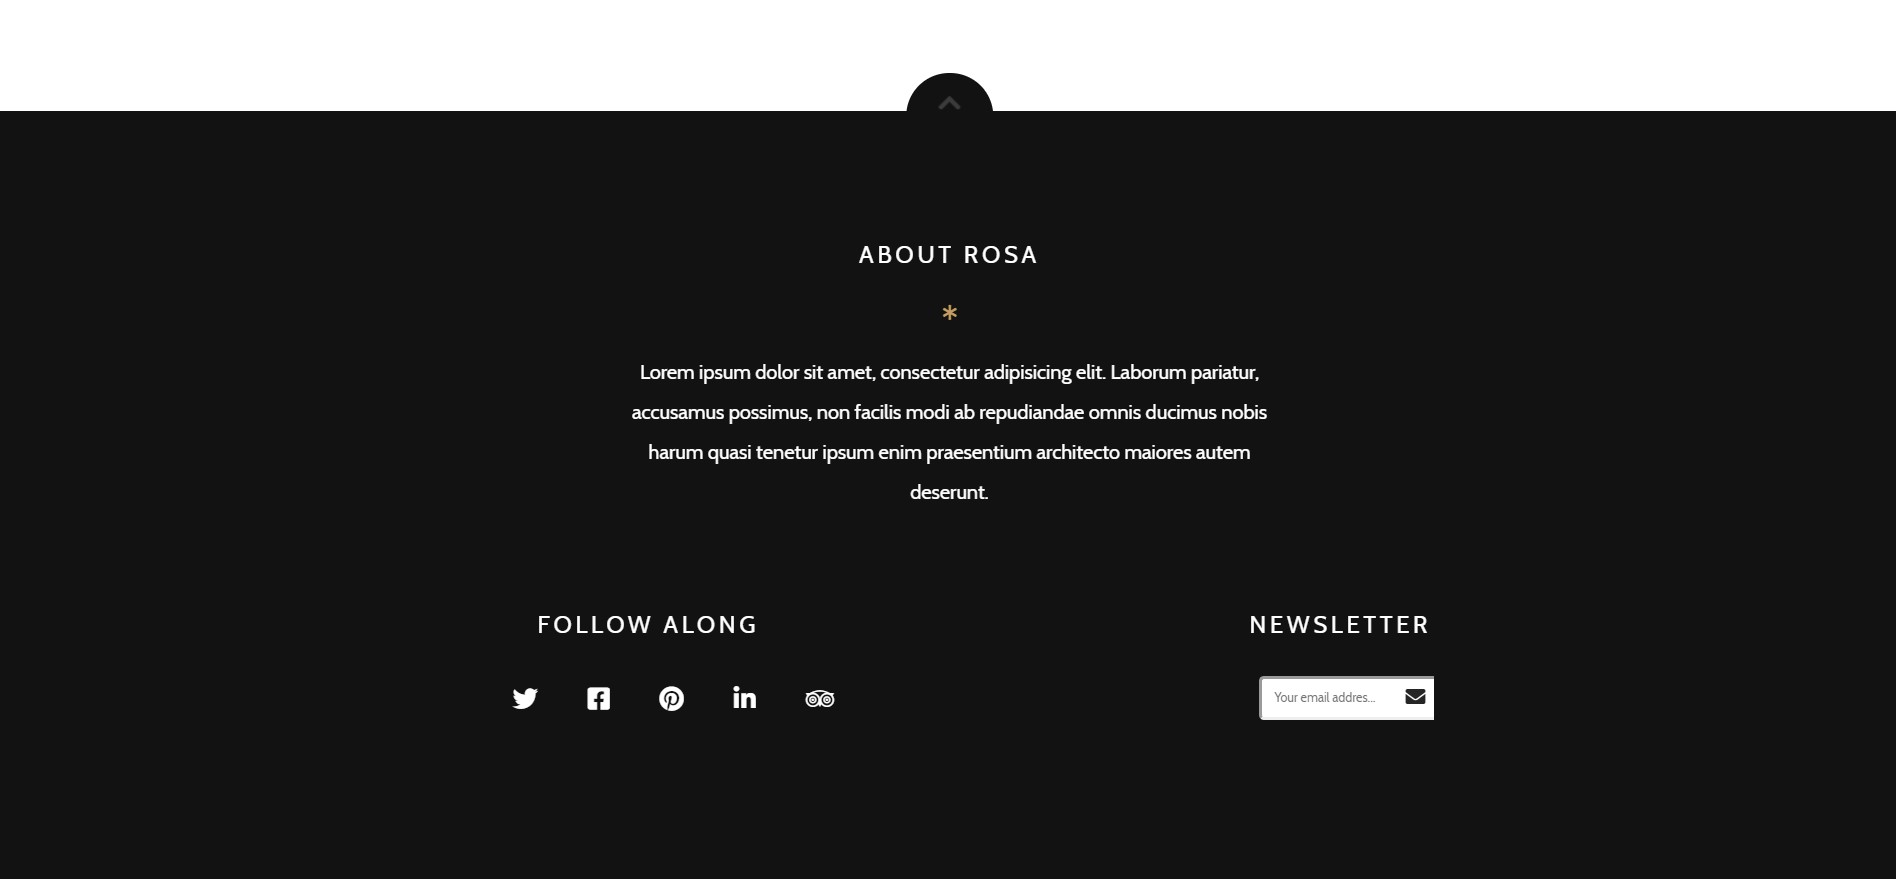 ABOUT ROSA
*
Lorem ipsum dolor sit amet, consectetur adipisicing elit. Laborum pariatur,
accusamus possimus, non facilis modi ab repudiandae omnis ducimus nobis
harum quasi tenetur ipsum enim praesentium architecto maiores autem
deserunt.
FOLLOW ALONG
NEWSLETTER
Your email addres...